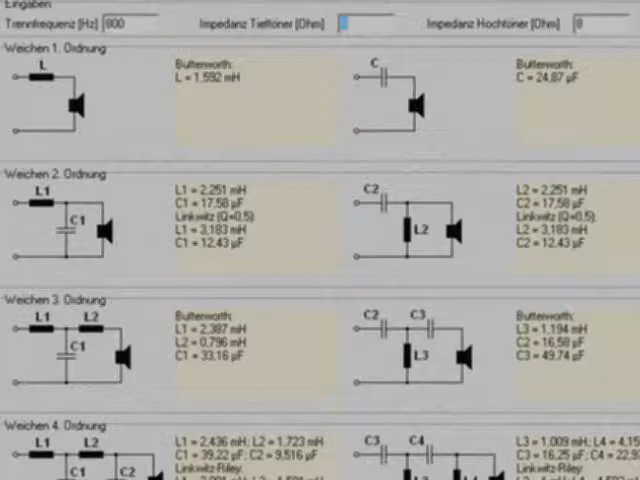 Eingaben
Trennfrequenz [Hz] 800 Impedanz Tieftöner [Ohm] Impedanz Hochtöner [Ohm] 8
Weichen 1. Ordnung
L
Butterworth:
L = 1,592 mH
C
Butterworth:
C = 24,87 µF
Weichen 2. Ordnung
L1
C1
L1 = 2,251 mH
C1 = 17,58 µF
Linkwitz (Q=0,5):
L1 = 3,183 mH
C1 = 12,43 µF
C2
L2
L2 = 2,251 mH
C2 = 17,58 µF
Linkwitz (Q=0,5):
L2 = 3,183 mH
C2 = 12,43 µF
Weichen 3. Ordnung
L1 L2
C1
Butterworth:
L1 = 2,387 mH
L2 = 0,796 mH
C1 = 33,16 µF
C2 C3
L3
Butterworth:
L3 = 1,194 mH
C2 = 16,58 µF
C3 = 49,74 µF
Weichen 4. Ordnung
L1 L2
C1 C2
L1 = 2,436 mH; L2 = 1,723 mH
C1 = 39,22 µF; C2 = 9,516 µF
Linkwitz-Riley:
C3 C4
L3 = 1,009 mH; L4 = 4,15
C3 = 16,25 µF; C4 = 22,9
Linkwitz-Riley: